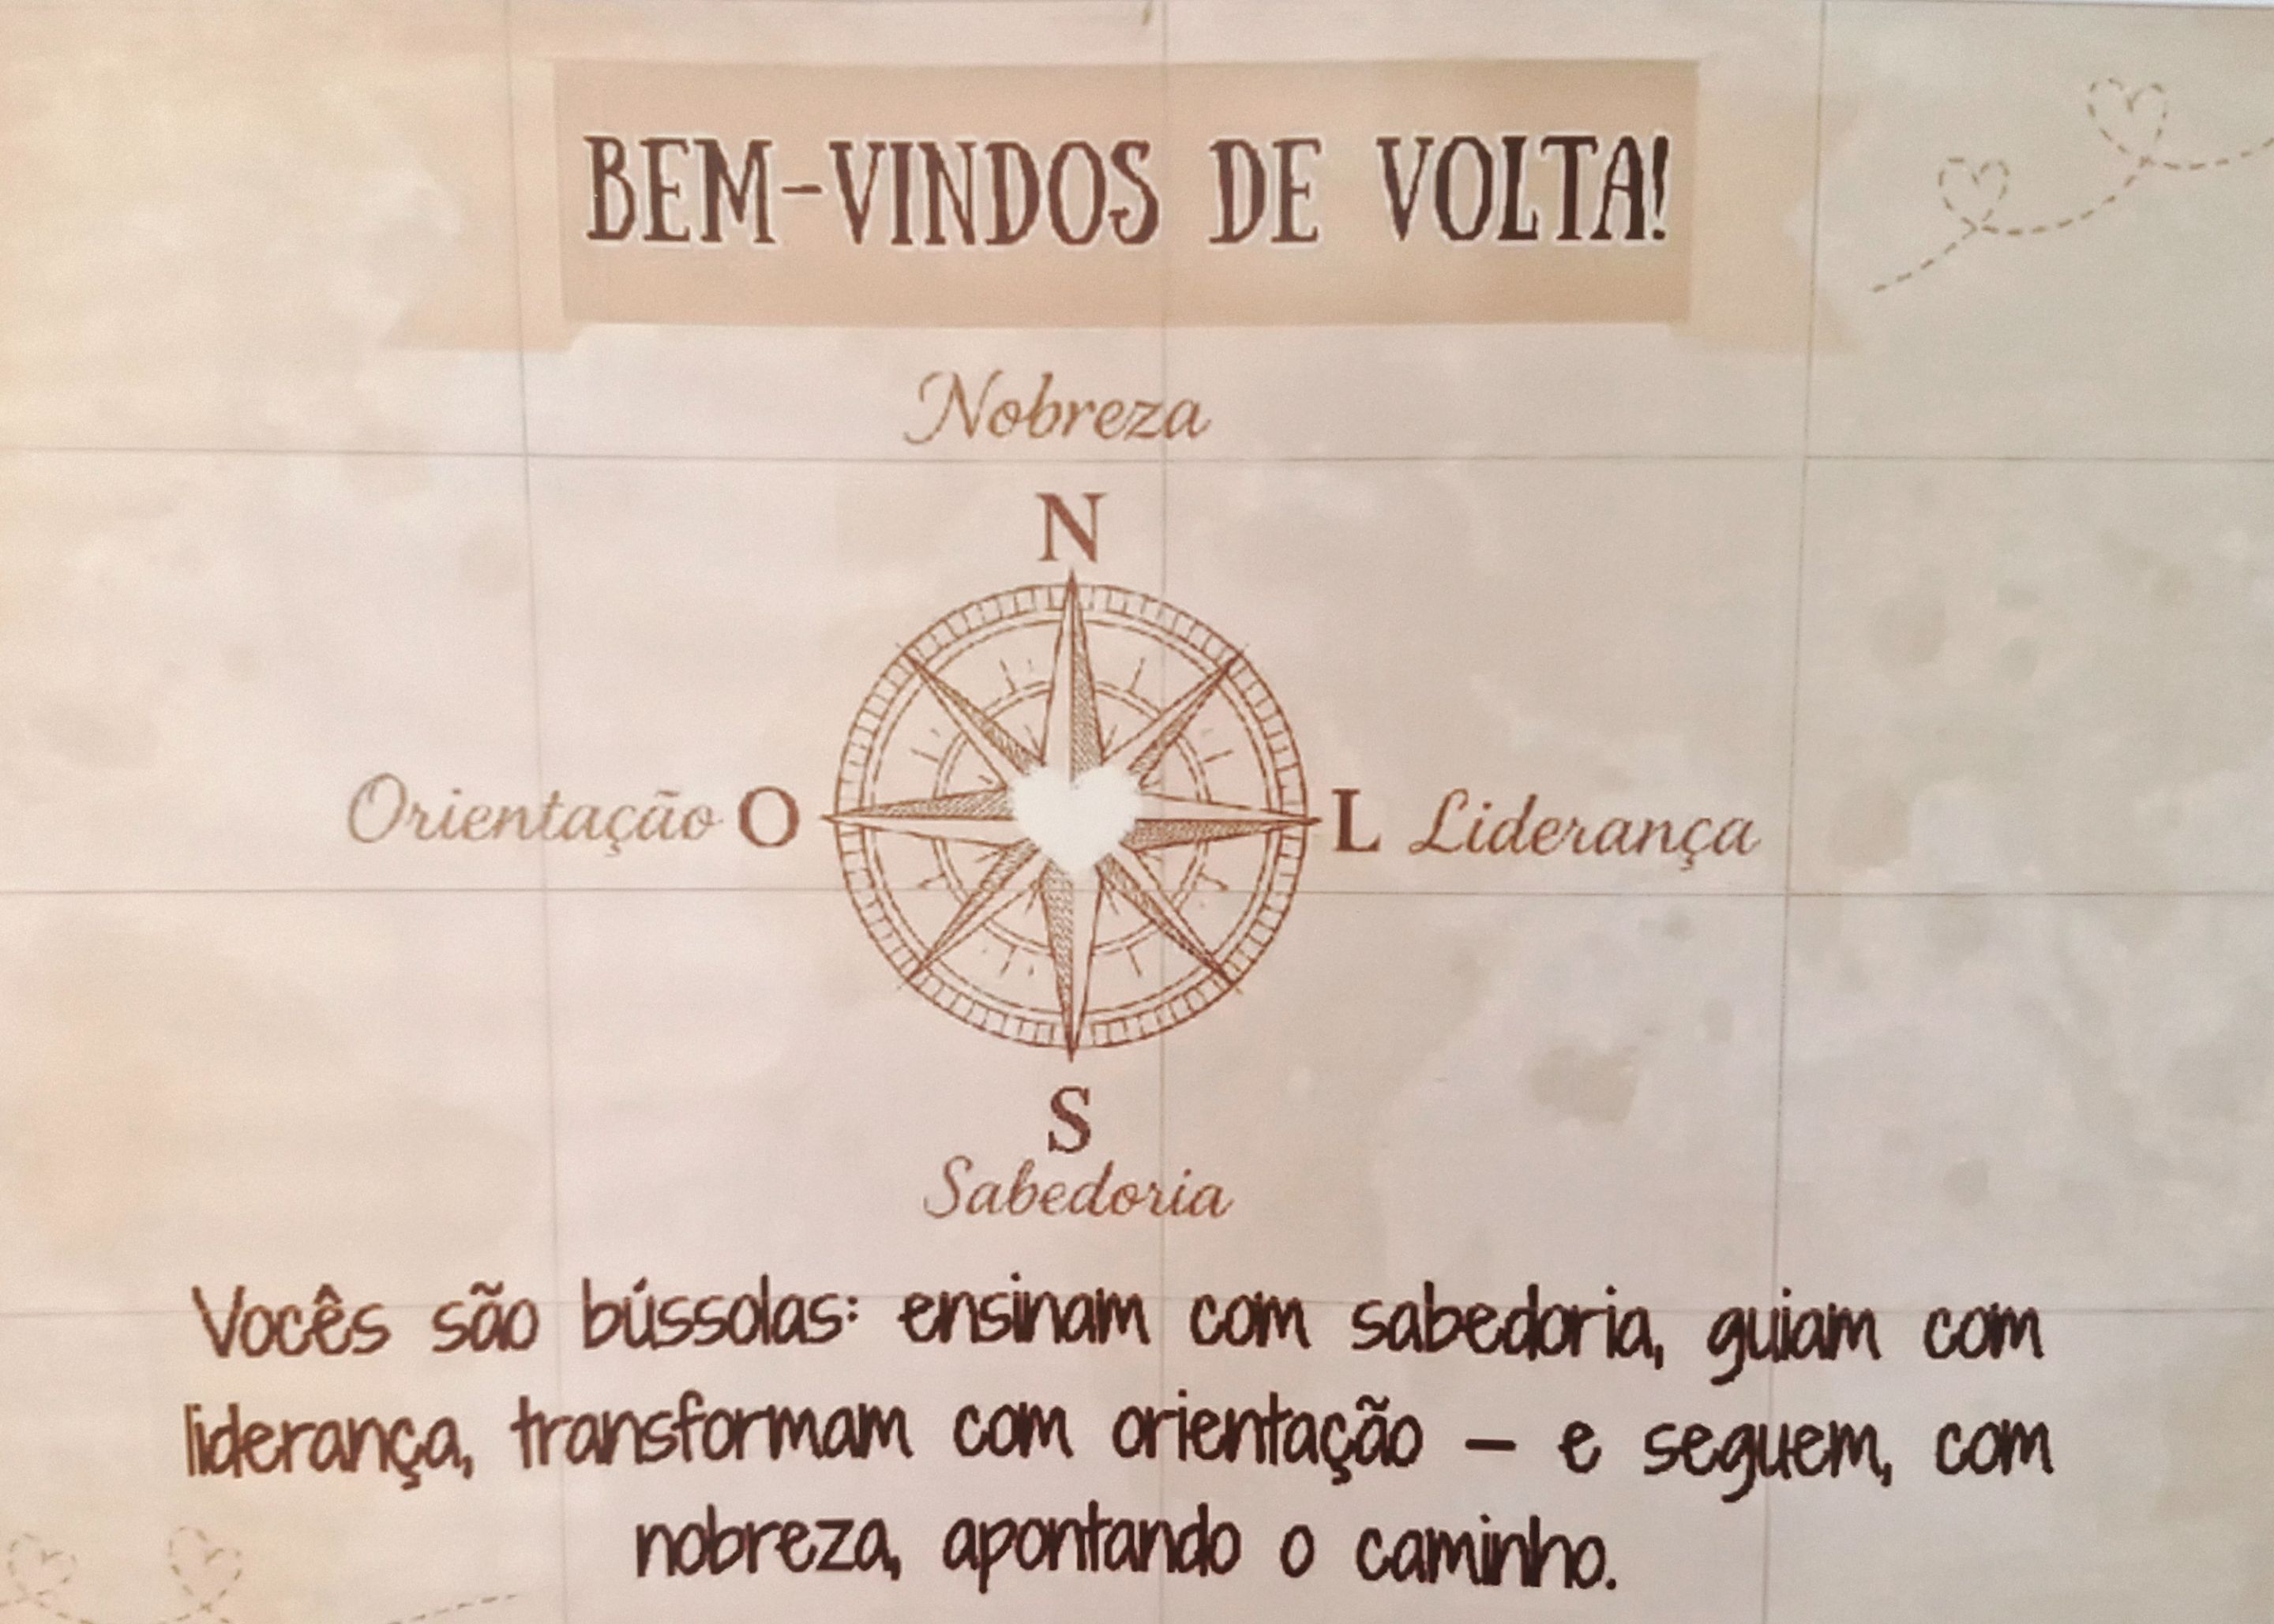 BEM-VINDOS DE VOLTA!
Nobreza
N
Orientação O L Liderança
S
Sabedoria
Vocês são bússolas: ensinam com sabedoria, guiam com
liderança, transformam com orientação – e seguem, com
nobreza, apontando o caminho.